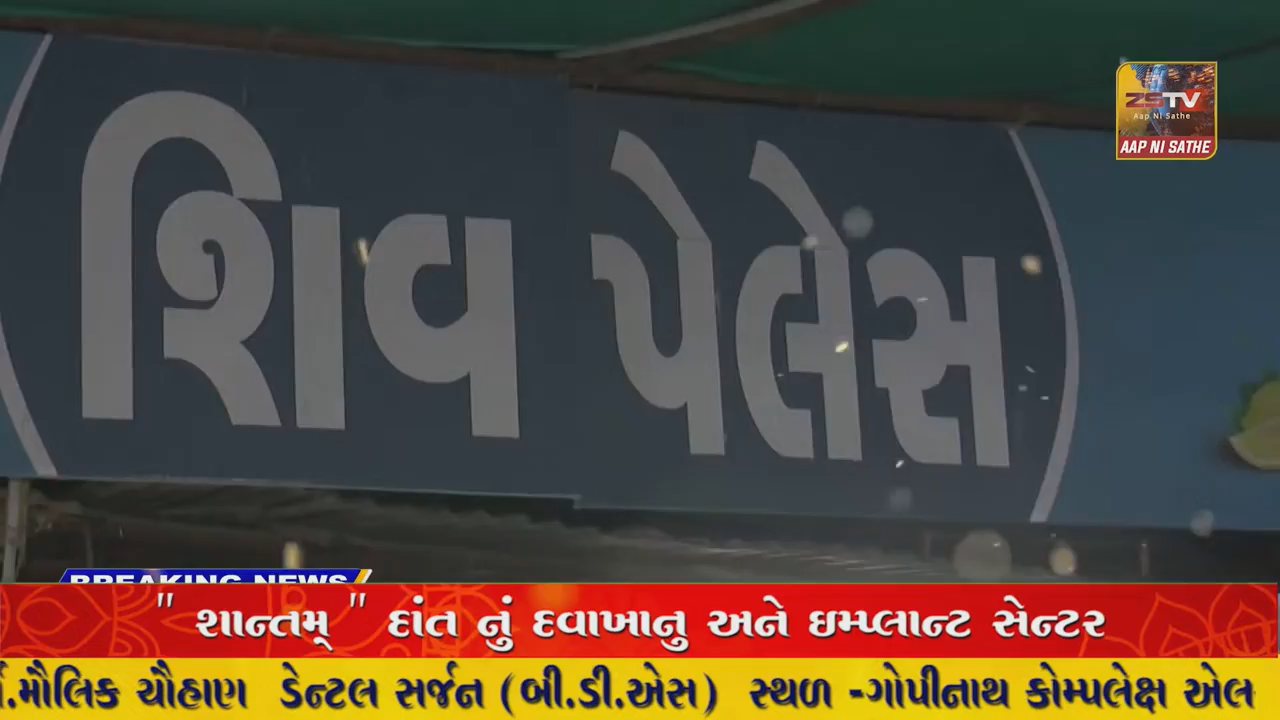 શિવ પેલેસ
ZSTV
Aap Ni Sathe
AAP NI SATHE
BREAKING NEWS
" શાન્તમ્ " દાંત નું દવાખાનુ અને ઇમ્પ્લાન્ટ સેન્ટર
.મૌલિક ચૌહાણ ડેન્ટલ સર્જન (બી.ડી.એસ) સ્થળ -ગોપીનાથ કોમ્પલેક્ષ એલ